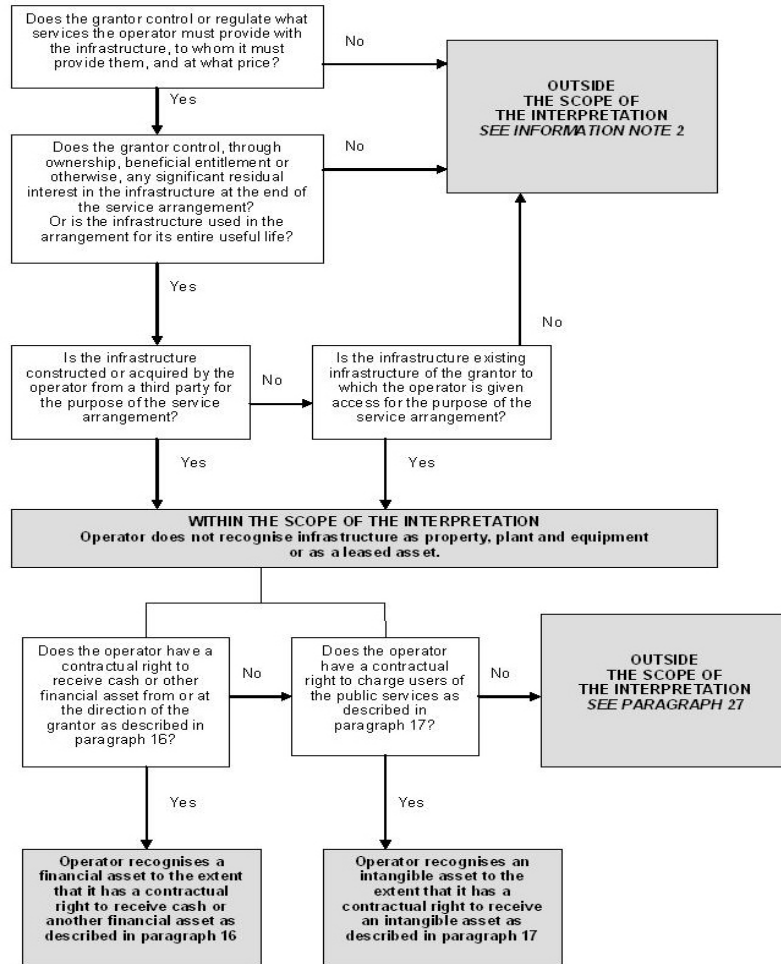 Does the grantor control or regulate what
services the operator must provide with
the infrastructure, to whom it must
provide them, and at what price?
No
OUTSIDE
THE SCOPE OF
THE INTERPRETATION
SEE INFORMATION NOTE 2
Yes
Does the grantor control, through
ownership, beneficial entitlement or
otherwise, any significant residual
interest in the infrastructure at the end of
the service arrangement?
Or is the infrastructure used in the
arrangement for its entire useful life?
No
Yes
No
Is the infrastructure
constructed or acquired by the
operator from a third party for
the purpose of the service
arrangement?
No
Is the infrastructure existing
infrastructure of the grantor to
which the operator is given
access for the purpose of the
service arrangement?
Yes
Yes
WITHIN THE SCOPE OF THE INTERPRETATION
Operator does not recognise infrastructure as property, plant and equipment
or as a leased asset.
Does the operator have a
contractual right to
receive cash or other
financial asset from or at
the direction of the
grantor as described in
paragraph 16?
No
Does the operator
have a contractual
right to charge users of
the public services as
described in
paragraph 17?
No
OUTSIDE
THE SCOPE OF
THE INTERPRETATION
SEE PARAGRAPH 27
Yes
Yes
Operator recognises a
financial asset to the extent
that it has a contractual
right to receive cash or
another financial asset as
described in paragraph 16
Operator recognises an
intangible asset to the
extent that it has a
contractual right to receive
an intangible asset as
described in paragraph 17